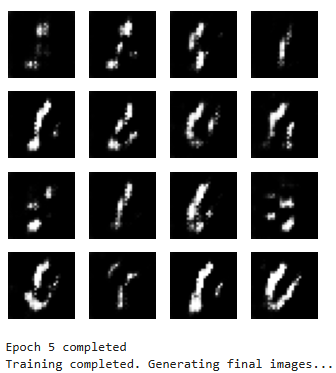 Epoch 5 completed
Training completed. Generating final images...